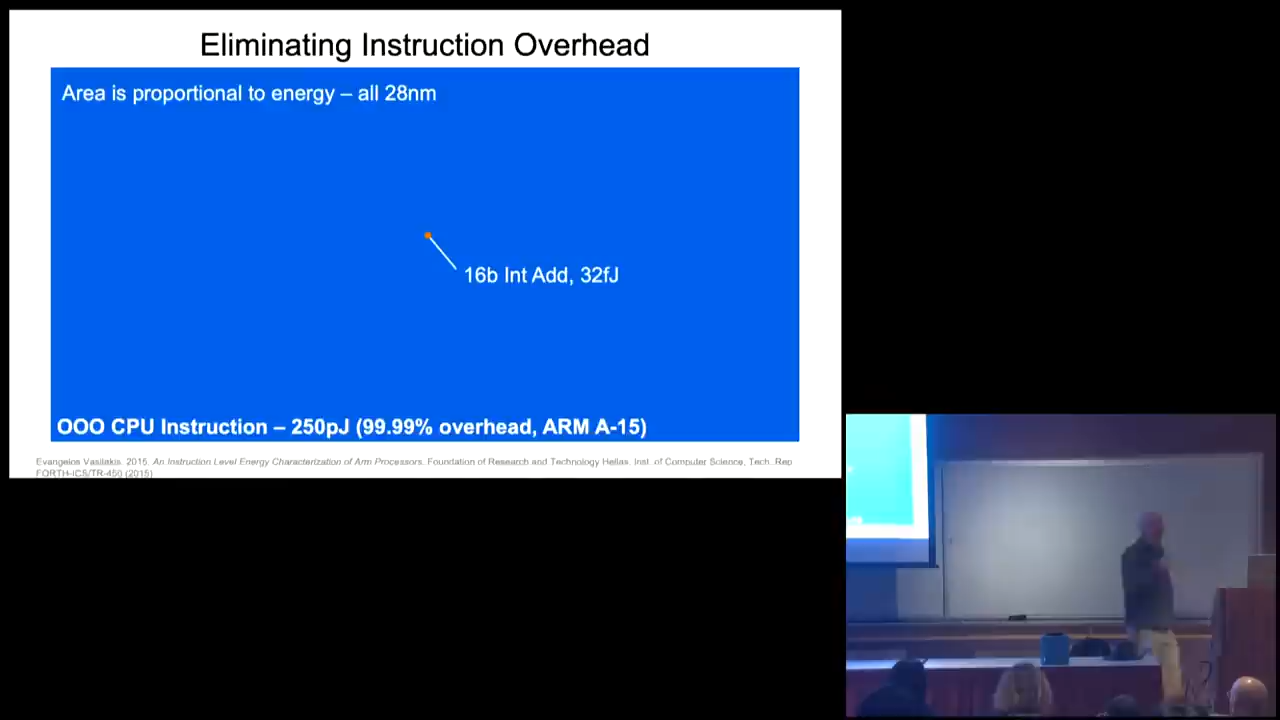 Eliminating Instruction Overhead
Area is proportional to energy – all 28nm
16b Int Add, 32fJ
OOO CPU Instruction – 250pJ (99.99% overhead, ARM A-15)
Evangelos Vasilakis. 2015. An Instruction Level Energy Characterization of Arm Processors. Foundation of Research and Technology Hellas. Inst. of Computer Science, Tech. Rep
FORTH-ICS/TR-450 (2015)